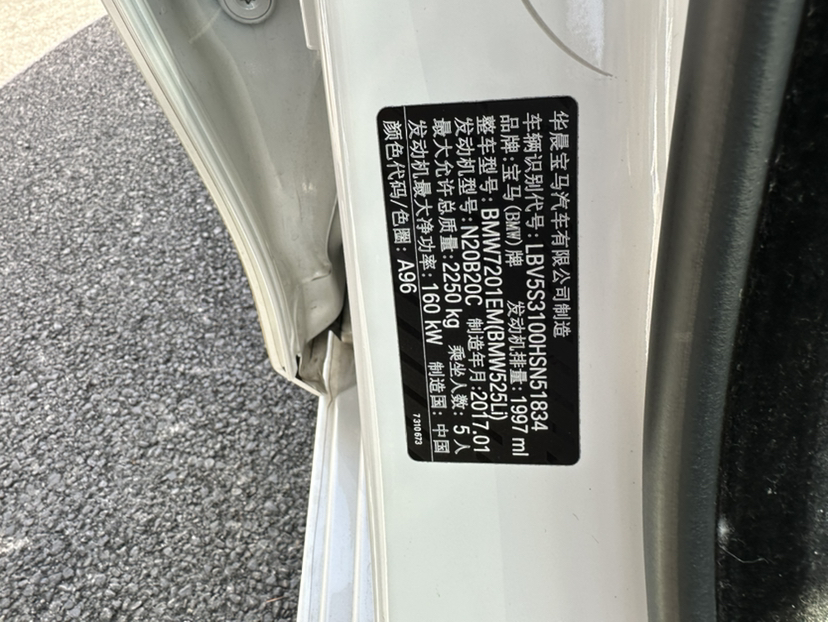 华晨宝马汽车有限公司制造
车辆识别代号: LBV5S3100HSN51834
品牌: 宝马(BMW)牌 发动机排量: 1997 ml
整车型号: BMW7201EM(BMW525Li)
发动机型号: N20B20C 制造年月: 2017.01
最大允许总质量: 2250 kg 乘坐人数: 5 人
发动机最大净功率: 160 kW 制造国: 中国
颜色代码/色圈: A96
7 310 673